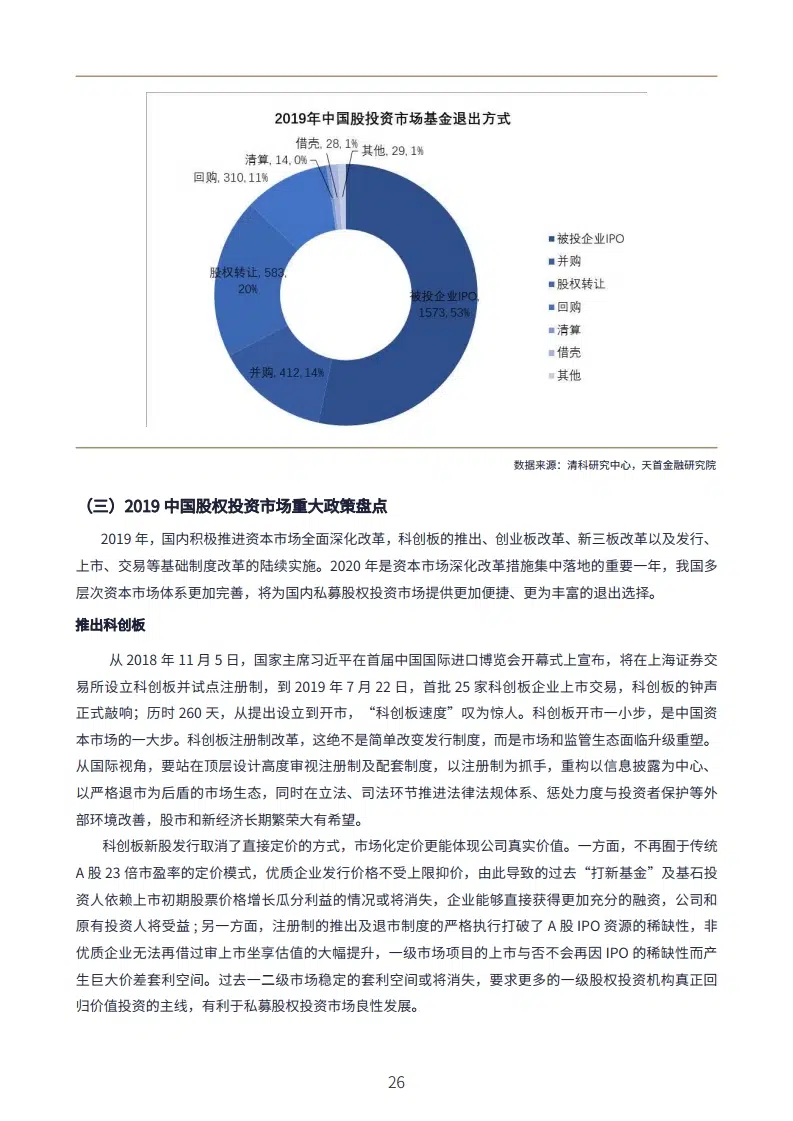 2019年中国股投资市场基金退出方式
借壳, 28, 1%
其他, 29, 1%
清算, 14, 0%
回购, 310, 11%
股权转让, 583,
20%
被投企业IPO,
1573, 53%
并购, 412, 14%
被投企业IPO
并购
股权转让
回购
清算
借壳
其他
数据来源：清科研究中心，天首金融研究院
（三）2019 中国股权投资市场重大政策盘点
2019 年，国内积极推进资本市场全面深化改革，科创板的推出、创业板改革、新三板改革以及发行、
上市、交易等基础制度改革的陆续实施。2020 年是资本市场深化改革措施集中落地的重要一年，我国多
层次资本市场体系更加完善，将为国内私募股权投资市场提供更加便捷、更为丰富的退出选择。
推出科创板
从 2018 年 11 月 5 日，国家主席习近平在首届中国国际进口博览会开幕式上宣布，将在上海证券交
易所设立科创板并试点注册制，到 2019 年 7 月 22 日，首批 25 家科创板企业上市交易，科创板的钟声
正式敲响；历时 260 天，从提出设立到开市，“科创板速度”叹为惊人。科创板开市一小步，是中国资
本市场的一大步。科创板注册制改革，这绝不是简单改变发行制度，而是市场和监管生态面临升级重塑。
从国际视角，要站在顶层设计高度审视注册制及配套制度，以注册制为抓手，重构以信息披露为中心、
以严格退市为后盾的市场生态，同时在立法、司法环节推进法律法规体系、惩处力度与投资者保护等外
部环境改善，股市和新经济长期繁荣大有希望。
科创板新股发行取消了直接定价的方式，市场化定价更能体现公司真实价值。一方面，不再囿于传统
A 股 23 倍市盈率的定价模式，优质企业发行价格不受上限抑价，由此导致的过去“打新基金”及基石投
资人依赖上市初期股票价格增长瓜分利益的情况或将消失，企业能够直接获得更加充分的融资，公司和
原有投资人将受益 ; 另一方面，注册制的推出及退市制度的严格执行打破了 A 股 IPO 资源的稀缺性，非
优质企业无法再借过审上市坐享估值的大幅提升，一级市场项目的上市与否不会再因 IPO 的稀缺性而产
生巨大价差套利空间。过去一二级市场稳定的套利空间或将消失，要求更多的一级股权投资机构真正回
归价值投资的主线，有利于私募股权投资市场良性发展。
26